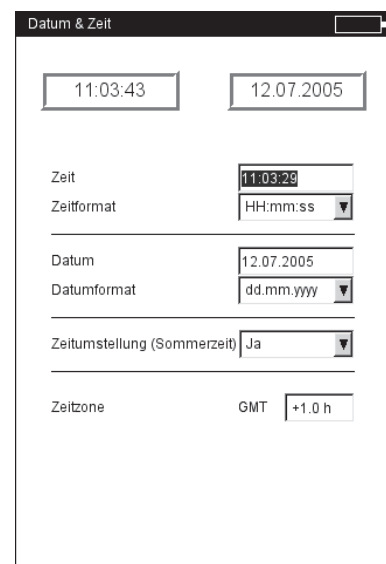 Datum & Zeit
11:03:43 12.07.2005
Zeit 11:03:29
Zeitformat HH:mm:ss
Datum 12.07.2005
Datumformat dd.mm.yyyy
Zeitumstellung (Sommerzeit) Ja
Zeitzone GMT +1.0 h